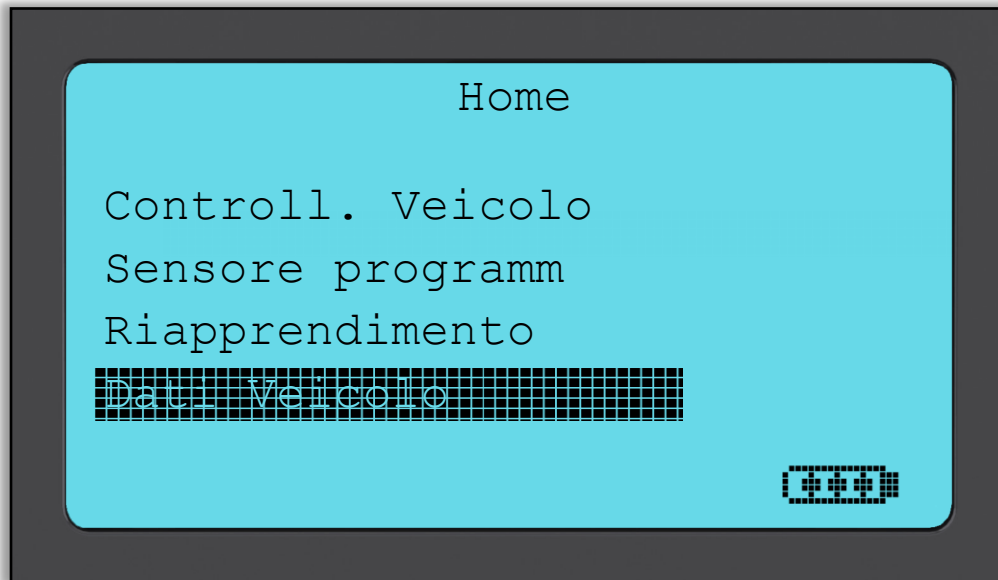 Home
Controll. Veicolo
Sensore programm
Riapprendimento
Dati Veicolo